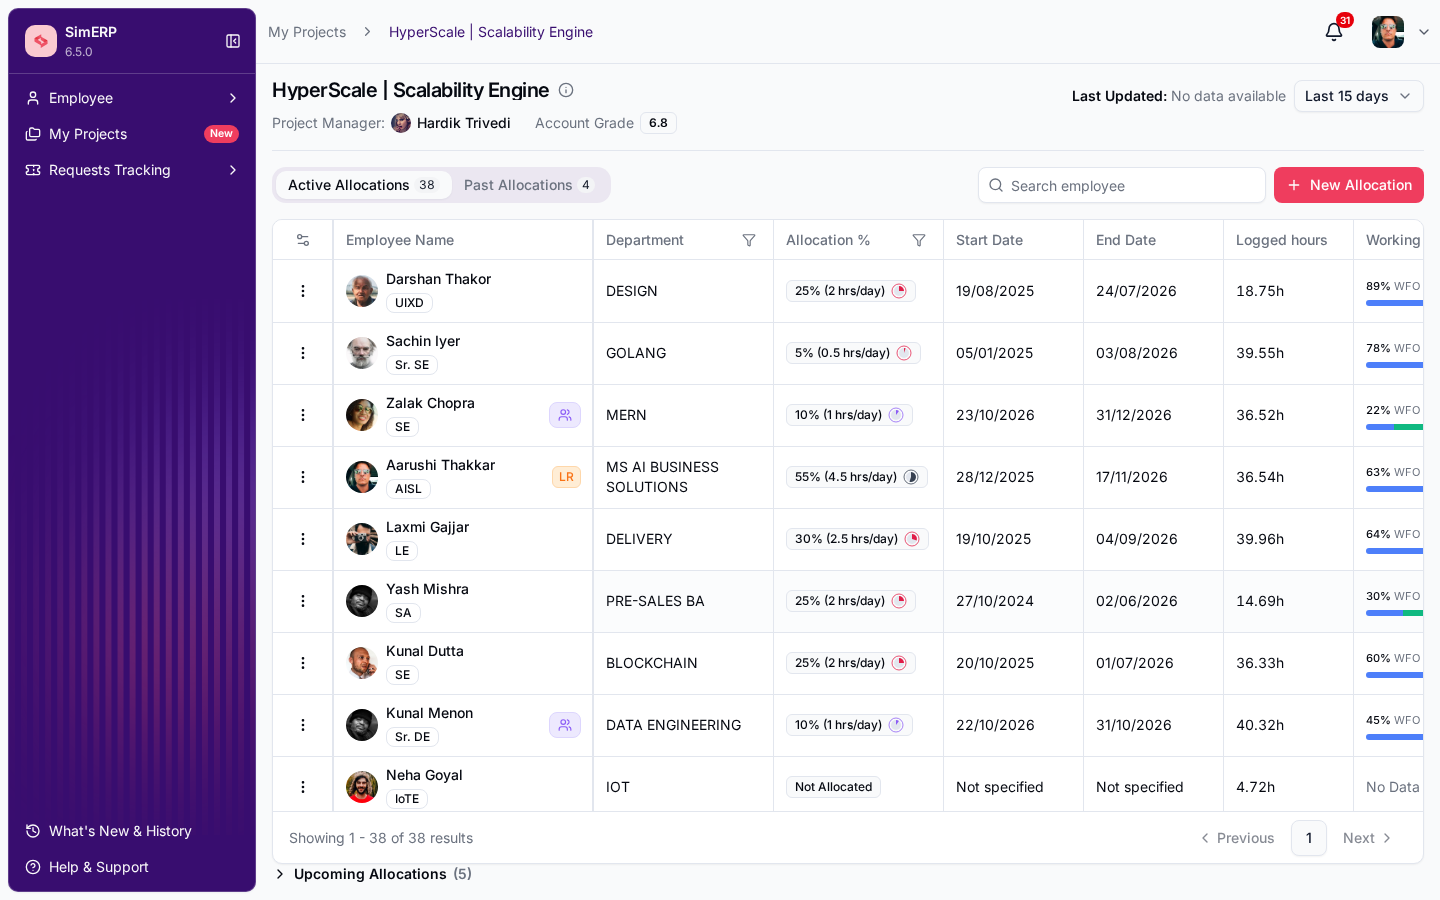 SimERP
6.5.0
Employee
My Projects New
Requests Tracking
What's New & History
Help & Support
My Projects > HyperScale | Scalability Engine
31
HyperScale | Scalability Engine
Project Manager: Hardik Trivedi Account Grade 6.8
Last Updated: No data available Last 15 days
Active Allocations 38 Past Allocations 4
Search employee
New Allocation
Employee Name Department Allocation % Start Date End Date Logged hours Working
Darshan Thakor UIXD DESIGN 25% (2 hrs/day) 19/08/2025 24/07/2026 18.75h 89% WFO
Sachin Iyer Sr. SE GOLANG 5% (0.5 hrs/day) 05/01/2025 03/08/2026 39.55h 78% WFO
Zalak Chopra SE MERN 10% (1 hrs/day) 23/10/2026 31/12/2026 36.52h 22% WFO
Aarushi Thakkar AISL LR MS AI BUSINESS SOLUTIONS 55% (4.5 hrs/day) 28/12/2025 17/11/2026 36.54h 63% WFO
Laxmi Gajjar LE DELIVERY 30% (2.5 hrs/day) 19/10/2025 04/09/2026 39.96h 64% WFO
Yash Mishra SA PRE-SALES BA 25% (2 hrs/day) 27/10/2024 02/06/2026 14.69h 30% WFO
Kunal Dutta SE BLOCKCHAIN 25% (2 hrs/day) 20/10/2025 01/07/2026 36.33h 60% WFO
Kunal Menon Sr. DE DATA ENGINEERING 10% (1 hrs/day) 22/10/2026 31/10/2026 40.32h 45% WFO
Neha Goyal IoTE IOT Not Allocated Not specified Not specified 4.72h No Data
Showing 1 - 38 of 38 results
Previous 1 Next
Upcoming Allocations (5)